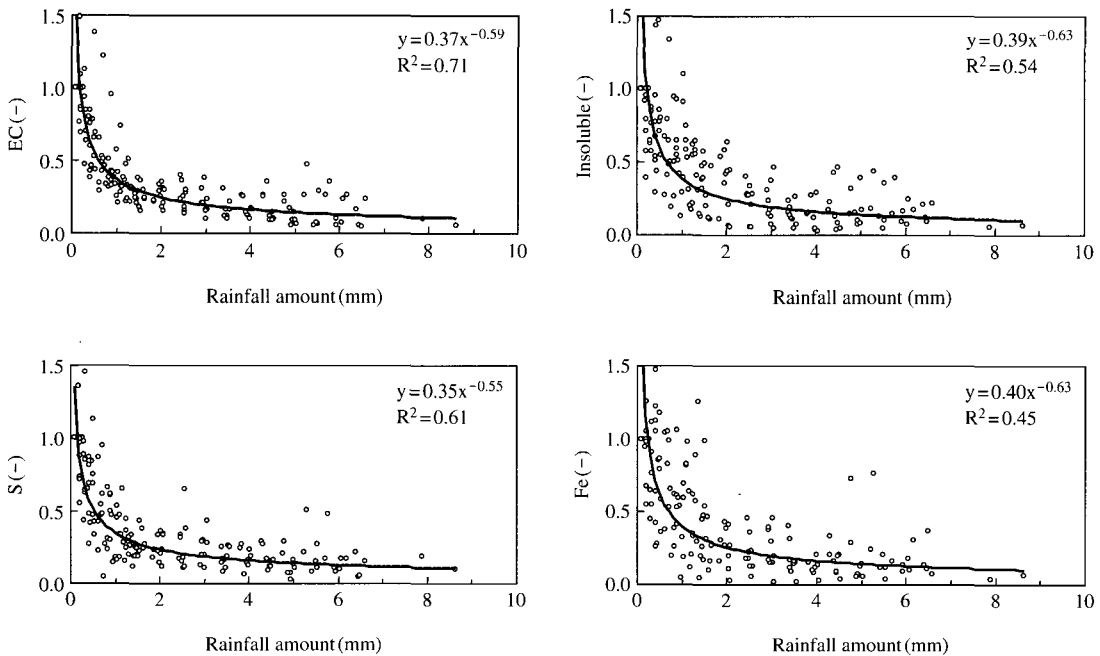 1.5
1.0
0.5
0.0
EC(−)
y=0.37x^−0.59
R²=0.71
0 2 4 6 8 10
Rainfall amount(mm)
1.5
1.0
0.5
0.0
Insoluble(−)
y=0.39x^−0.63
R²=0.54
0 2 4 6 8 10
Rainfall amount(mm)
1.5
1.0
0.5
0.0
S(−)
y=0.35x^−0.55
R²=0.61
0 2 4 6 8 10
Rainfall amount(mm)
1.5
1.0
0.5
0.0
Fe(−)
y=0.40x^−0.63
R²=0.45
0 2 4 6 8 10
Rainfall amount(mm)